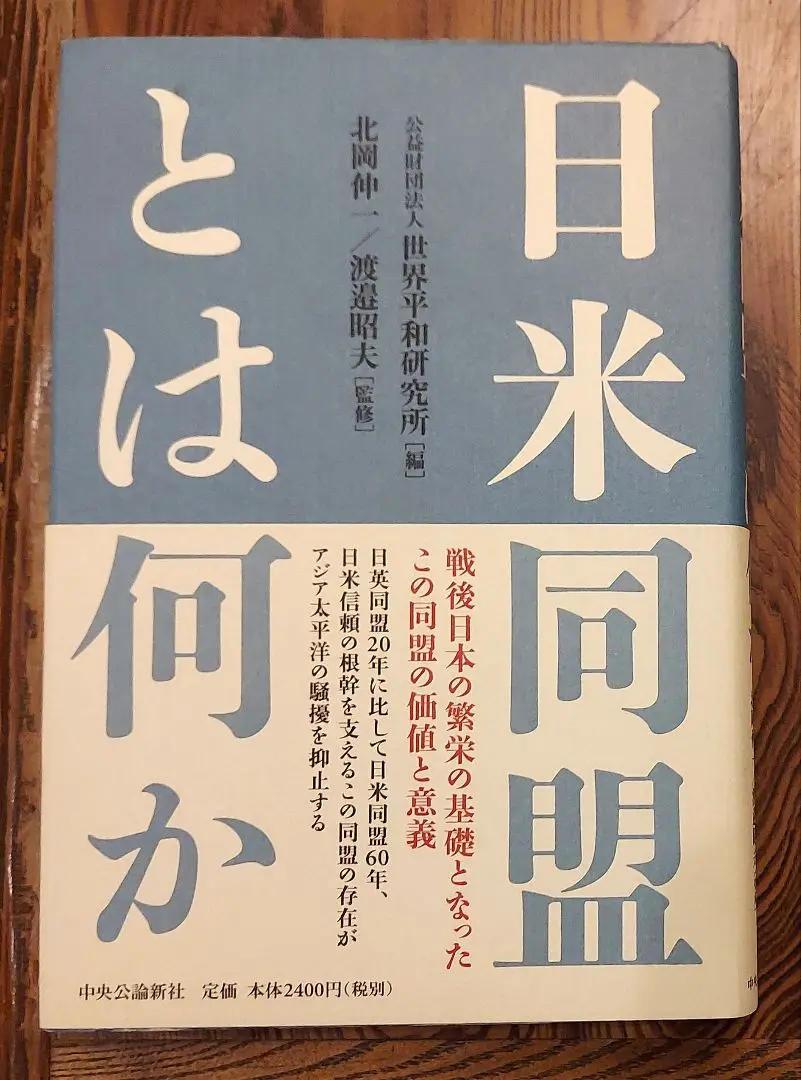 日米同盟
とは何か
公益財団法人 世界平和研究所[編]
北岡伸一／渡邉昭夫[監修]
戦後日本の繁栄の基礎となった
この同盟の価値と意義
日英同盟20年に比して日米同盟60年、
日米信頼の根幹を支えるこの同盟の存在が
アジア太平洋の騒擾を抑止する
中央公論新社 定価 本体2400円(税別)